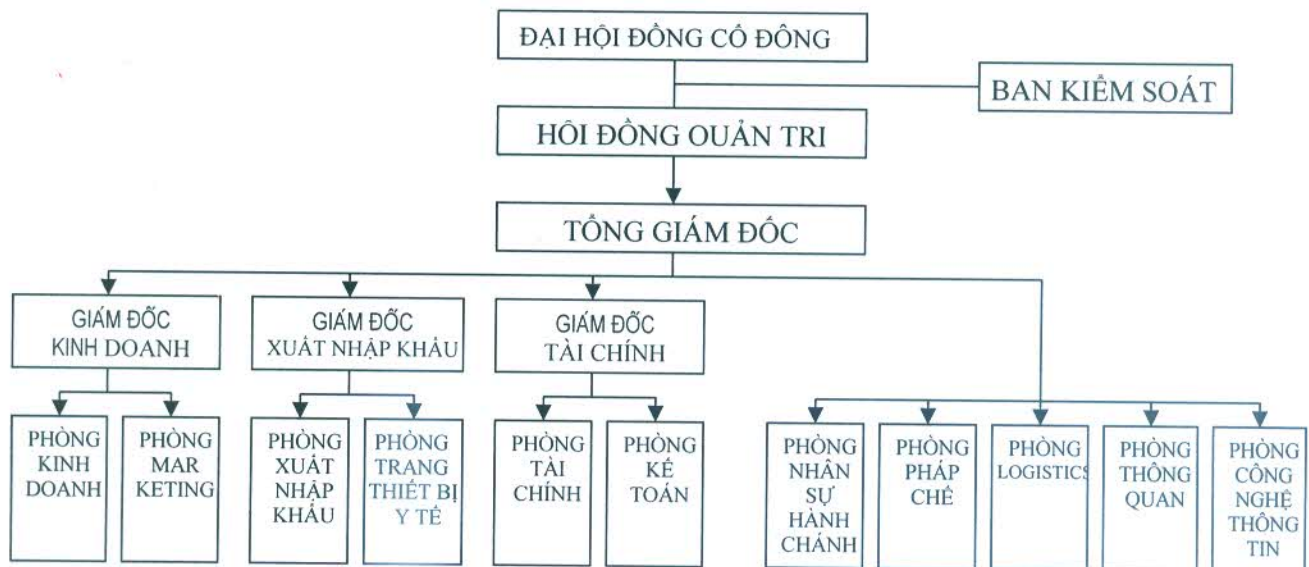 ĐẠI HỘI ĐỒNG CỔ ĐÔNG
BAN KIỂM SOÁT
HÔI ĐỒNG OUẢN TRI
TỔNG GIÁM ĐỐC
GIÁM ĐỐC
KINH DOANH
GIÁM ĐỐC
XUẤT NHẬP KHẨU
GIÁM ĐỐC
TÀI CHÍNH
PHÒNG
KINH
DOANH
PHÒNG
MAR
KETING
PHÒNG
XUẤT
NHẬP
KHẨU
PHÒNG
TRANG
THIẾT BỊ
Y TẾ
PHÒNG
TÀI
CHÍNH
PHÒNG
KẾ
TOÁN
PHÒNG
NHÂN
SỰ
HÀNH
CHÁNH
PHÒNG
PHÁP
CHẾ
PHÒNG
LOGISTICS
PHÒNG
THÔNG
QUAN
PHÒNG
CÔNG
NGHỆ
THÔNG
TIN